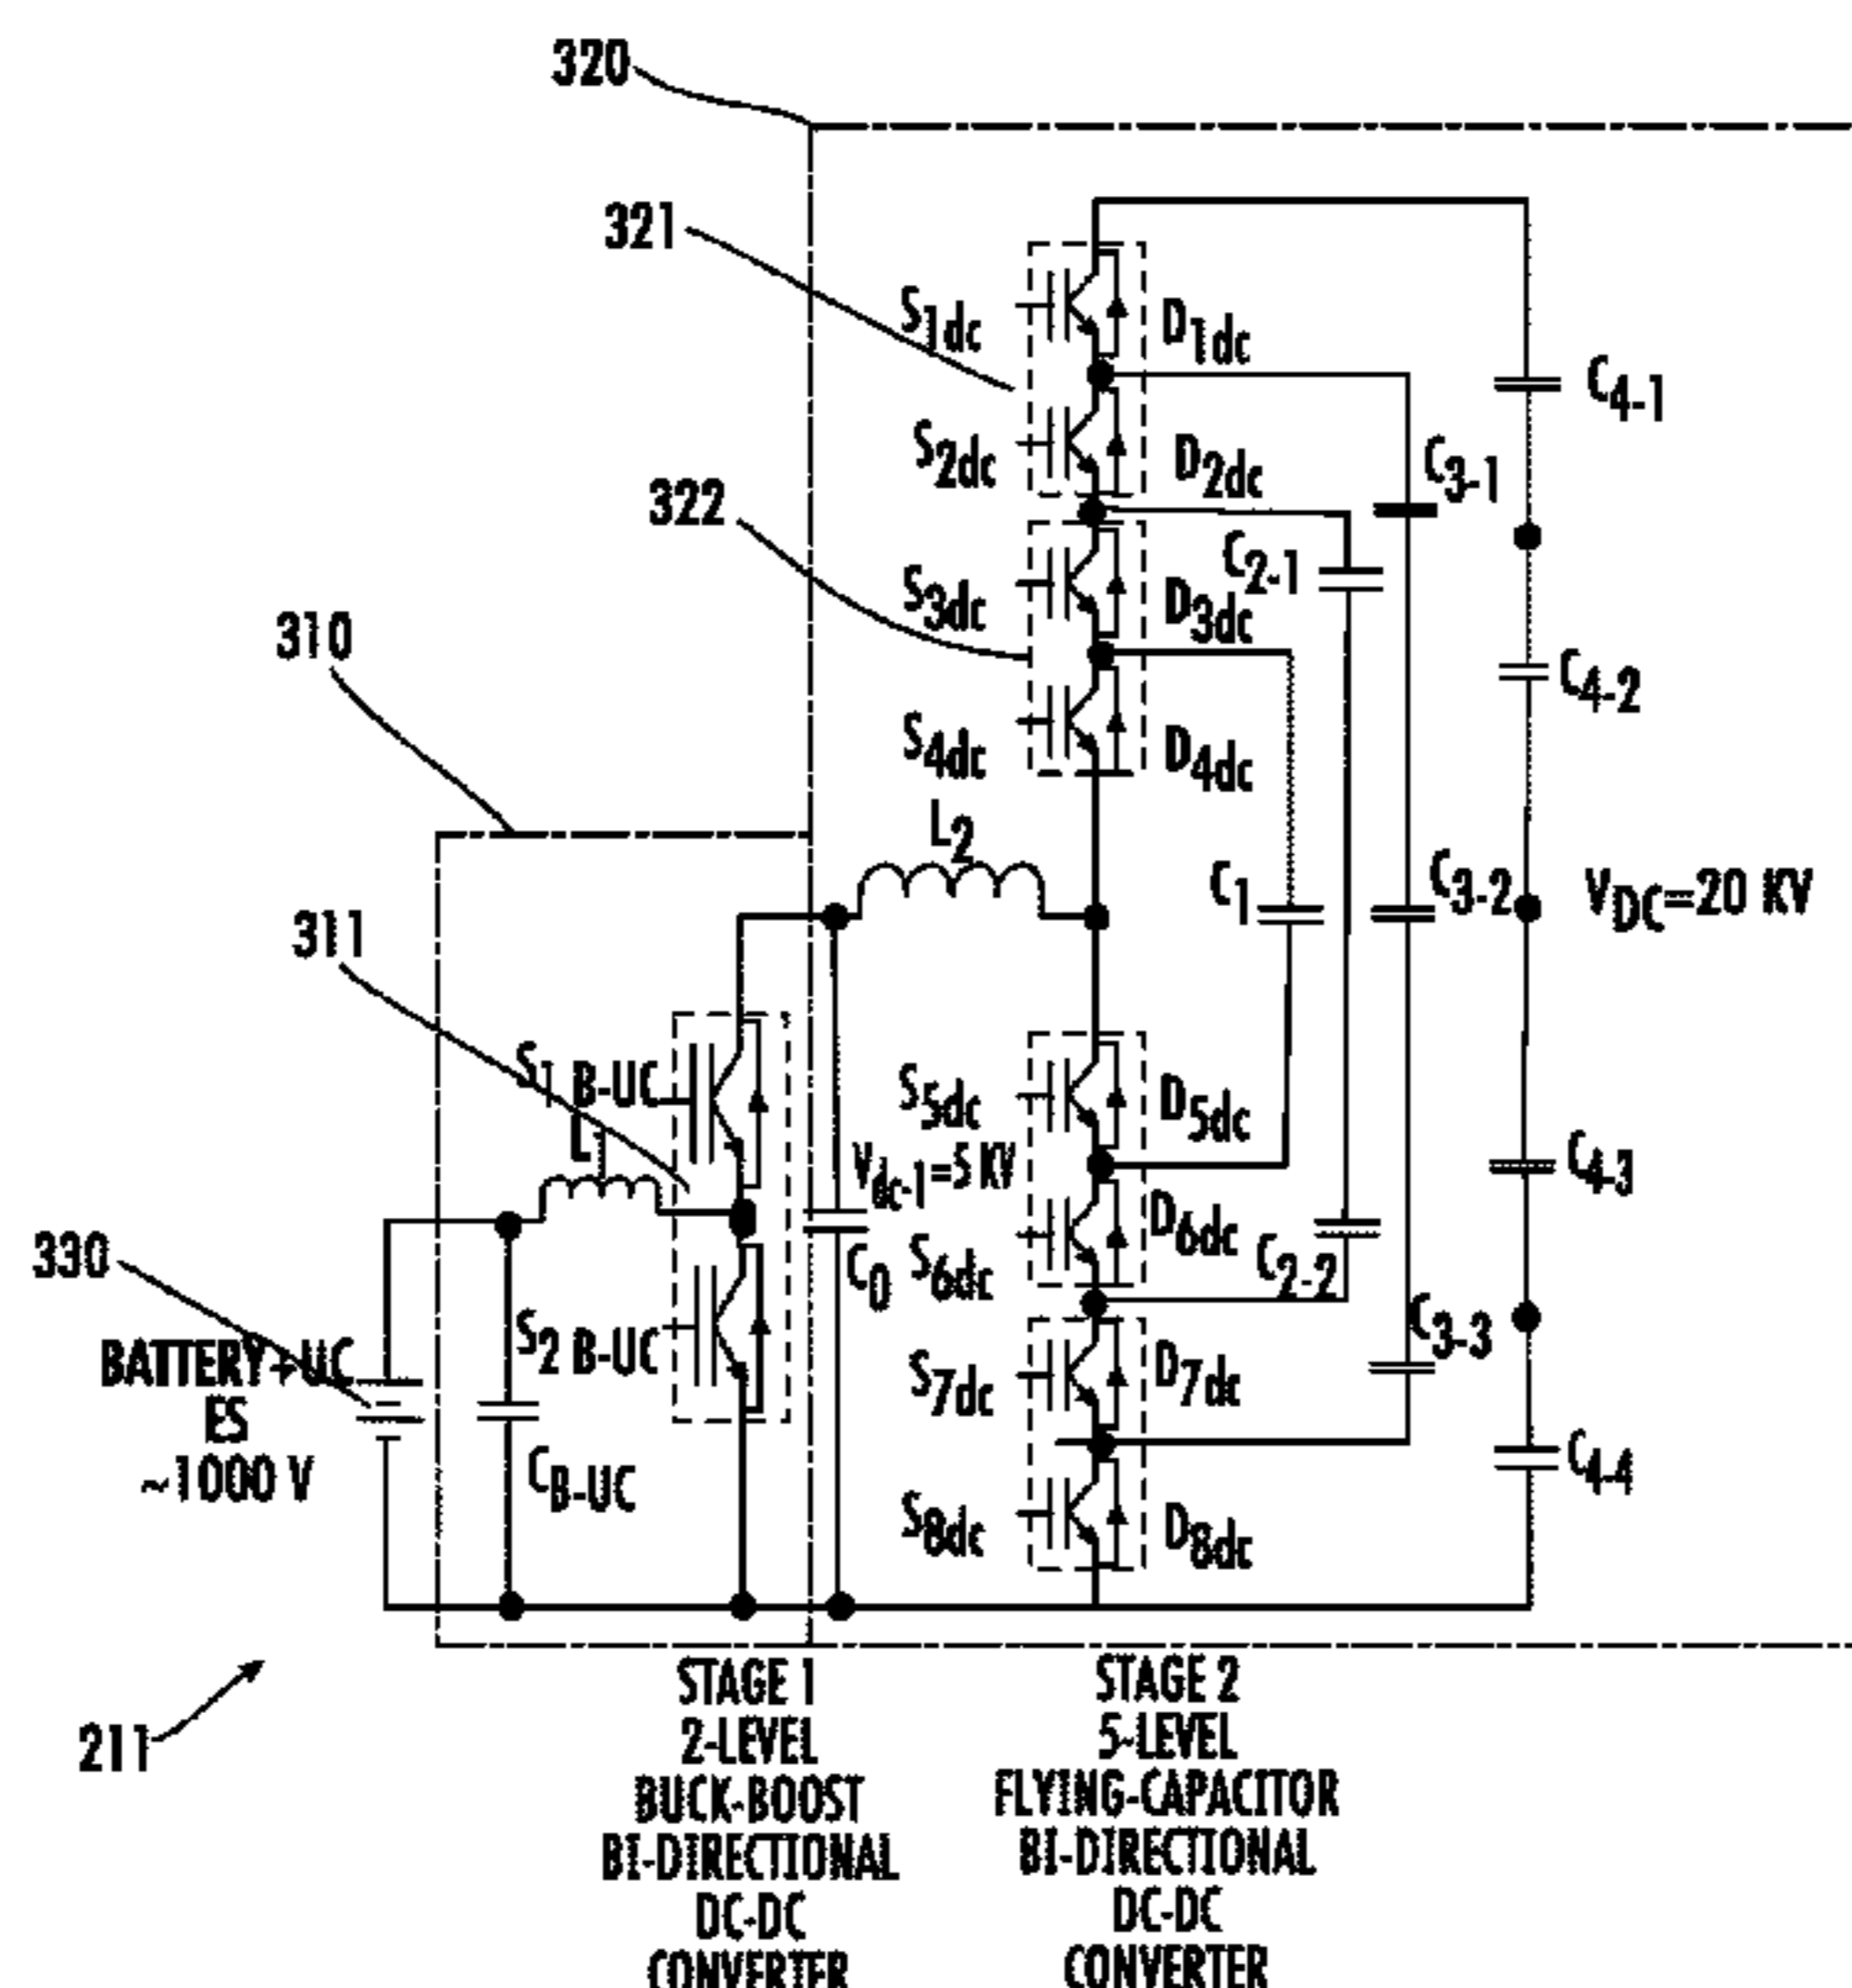 320
321
S1dc
D1dc
C4-1
S2dc
D2dc
C3-1
322
C2-1
S3dc
D3dc
310
C4-2
S4dc
D4dc
L2
C1
C3-2
VDC=20 KV
311
S1 B-UC
S5dc
D5dc
L1
Vdc-1=5 KV
C4-3
330
C0
S6dc
D6dc
C2-2
BATTERY+UC
ES
~1000 V
S2 B-UC
C3-3
S7dc
D7dc
CB-UC
C4-4
S8dc
D8dc
211
STAGE 1
2-LEVEL
BUCK-BOOST
BI-DIRECTIONAL
DC-DC
CONVERTER
STAGE 2
5-LEVEL
FLYING-CAPACITOR
BI-DIRECTIONAL
DC-DC
CONVERTER